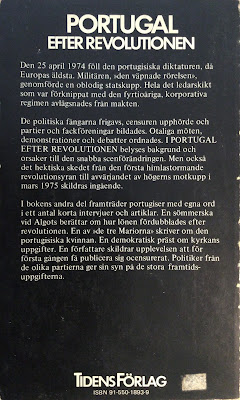 PORTUGAL
EFTER REVOLUTIONEN
Den 25 april 1974 föll den portugisiska diktaturen, då
Europas äldsta. Militären, »den väpnade rörelsen»,
genomförde en oblodig statskupp. Hela det ledarskikt
som var förknippat med den fyrtioåriga, korporativa
regimen avlägsnades från makten.
De politiska fångarna frigavs, censuren upphörde och
partier och fackföreningar bildades. Otaliga möten,
demonstrationer och debatter ordnades. I PORTUGAL
EFTER REVOLUTIONEN belyses bakgrund och
orsaker till den snabba scenförändringen. Men också
det hektiska skedet från den första himlastormande
revolutionsyran till avvärjandet av högerns motkupp i
mars 1975 skildras ingående.
I bokens andra del framträder portugiser med egna ord
i ett antal korta intervjuer och artiklar. En sömmerska
vid Algots berättar om hur lönen fördubblades efter
revolutionen. En av »de tre Mariorna» skriver om den
portugisiska kvinnan. En demokratisk präst om kyrkans
uppgifter. En författare skildrar upplevelsen att för
första gången få publicera sig ocensurerat. Politiker från
de olika partierna ger sin syn på de stora framtids-
uppgifterna.
TIDENS FÖRLAG
ISBN 91-550-1893-9